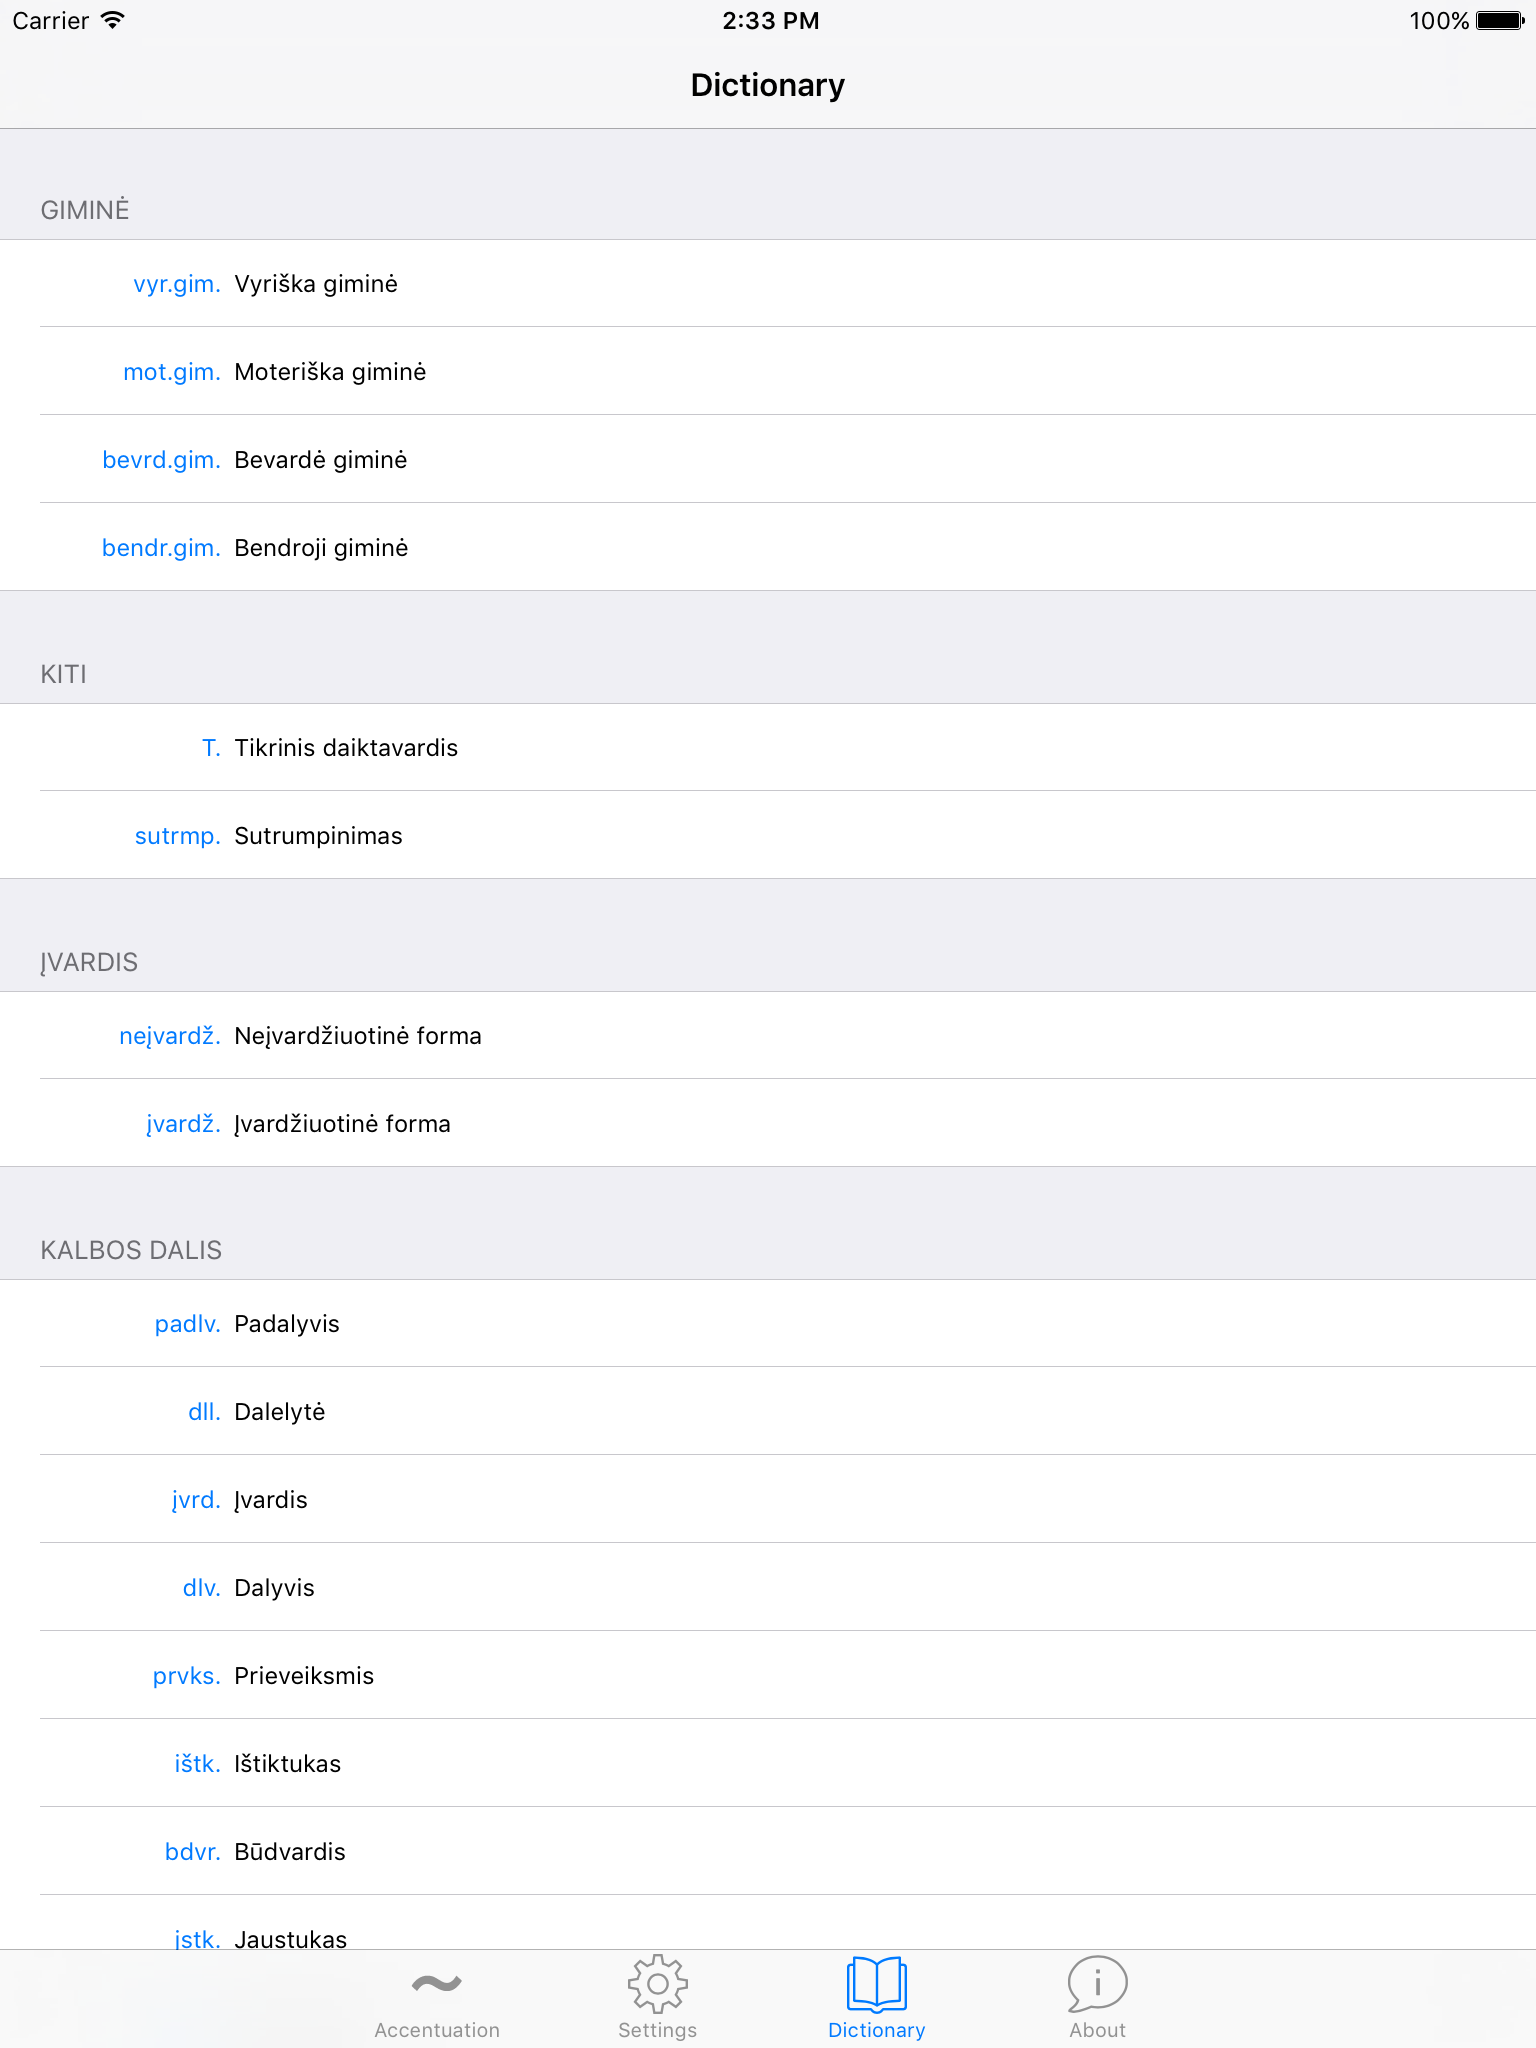 Carrier 2:33 PM 100%
Dictionary
GIMINĖ
vyr.gim. Vyriška giminė
mot.gim. Moteriška giminė
bevrd.gim. Bevardė giminė
bendr.gim. Bendroji giminė
KITI
T. Tikrinis daiktavardis
sutrmp. Sutrumpinimas
ĮVARDIS
neįvardž. Neįvardžiuotinė forma
įvardž. Įvardžiuotinė forma
KALBOS DALIS
padlv. Padalyvis
dll. Dalelytė
įvrd. Įvardis
dlv. Dalyvis
prvks. Prieveiksmis
ištk. Ištiktukas
bdvr. Būdvardis
jstk. Jaustukas
Accentuation Settings Dictionary About